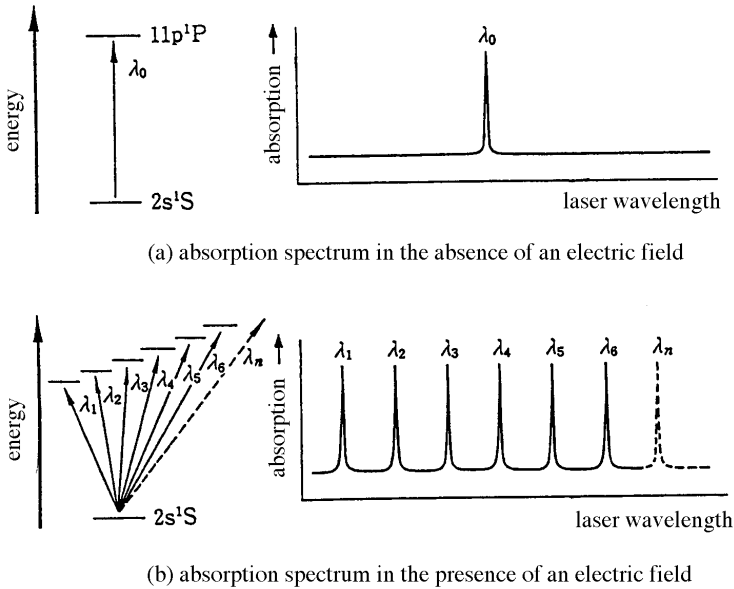 energy
11p¹P
λ₀
2s¹S
absorption
λ₀
laser wavelength
(a) absorption spectrum in the absence of an electric field
energy
λ₁ λ₂ λ₃ λ₄ λ₅ λ₆ λₙ
2s¹S
absorption
λ₁ λ₂ λ₃ λ₄ λ₅ λ₆ λₙ
laser wavelength
(b) absorption spectrum in the presence of an electric field